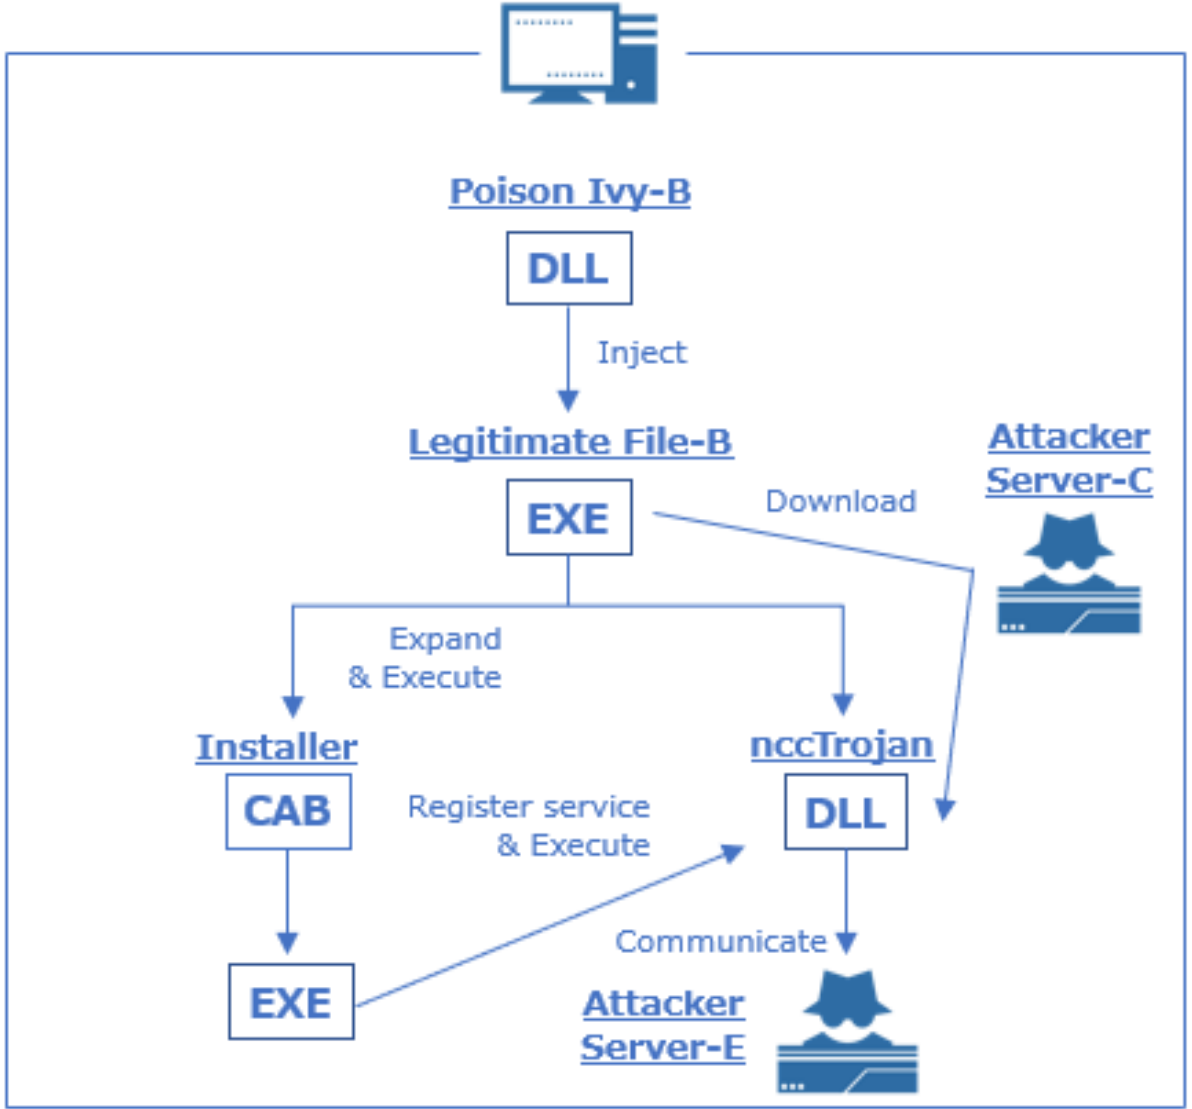 Poison Ivy-B
DLL
Inject
Legitimate File-B
EXE
Download
Attacker
Server-C
Expand
& Execute
Installer
CAB
nccTrojan
DLL
Register service
& Execute
EXE
Communicate
Attacker
Server-E